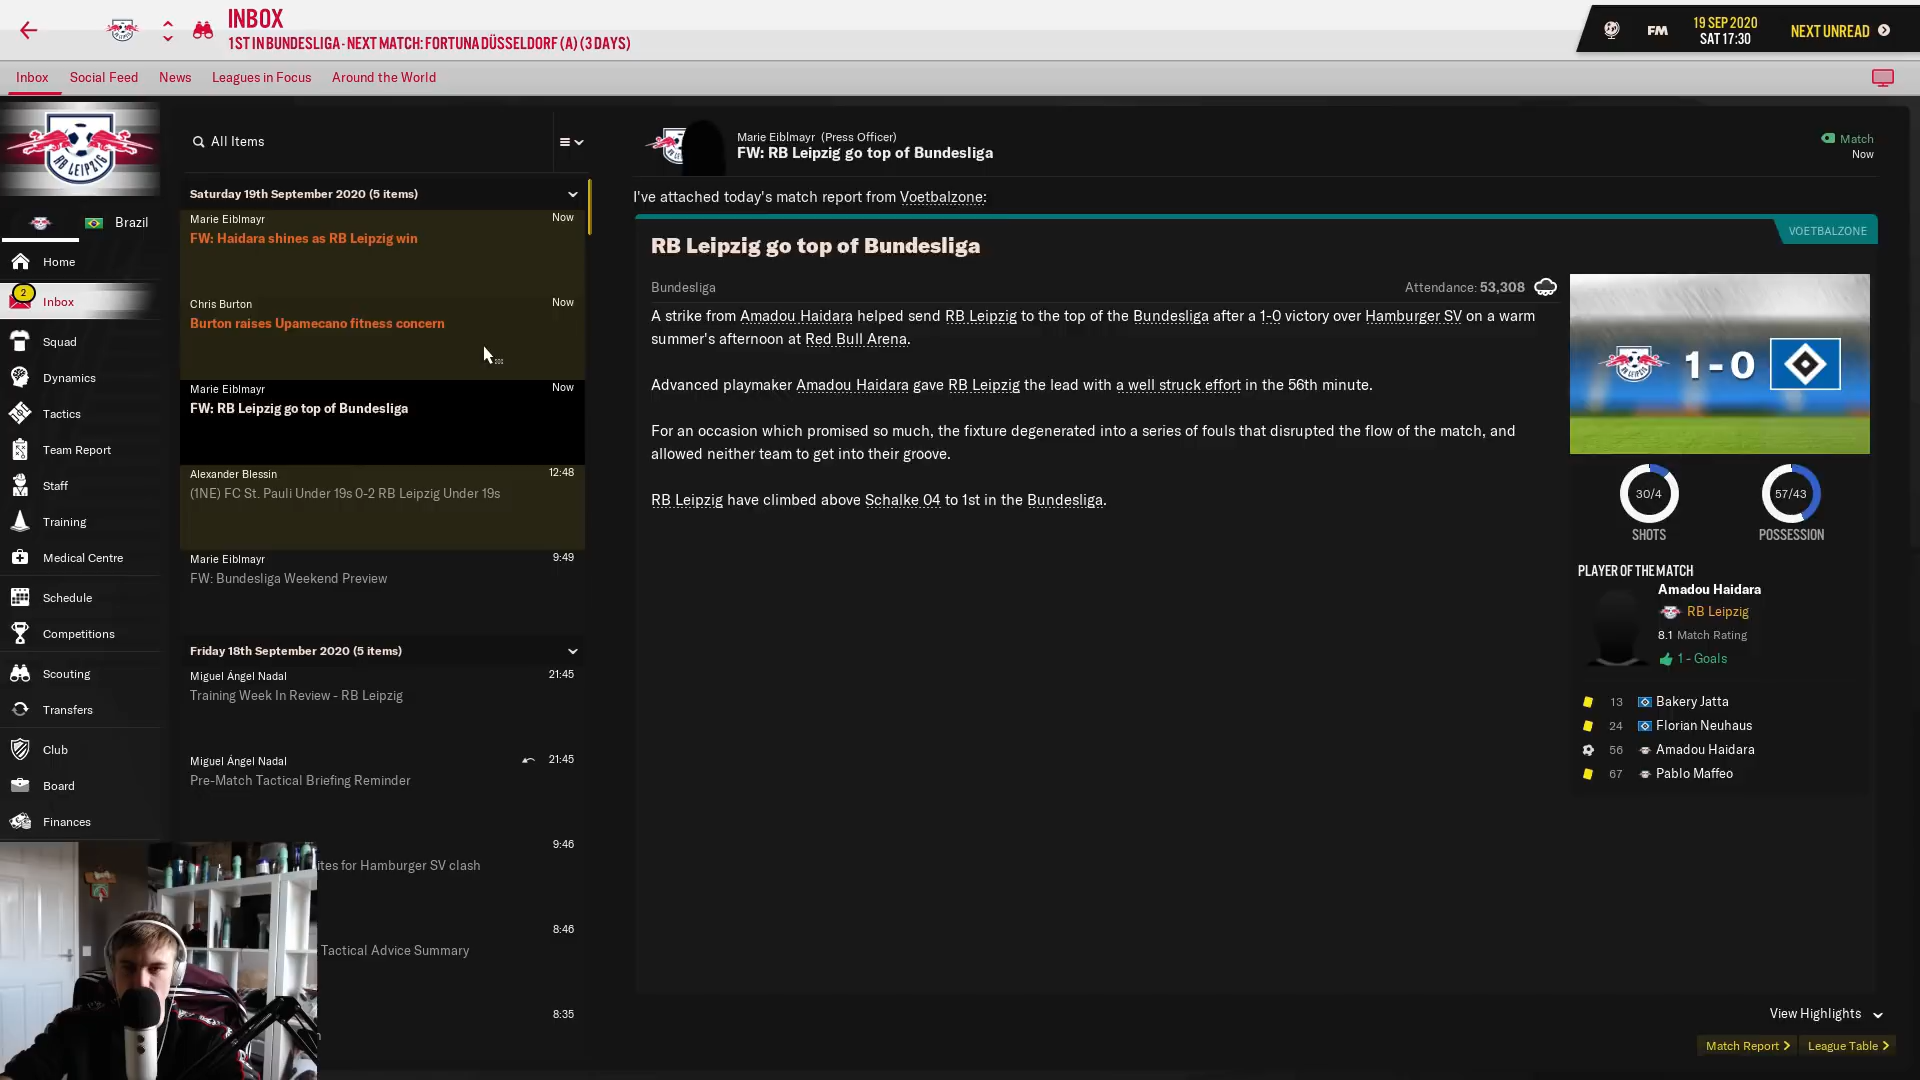 INBOX
1ST IN BUNDESLIGA - NEXT MATCH: FORTUNA DÜSSELDORF (A) (3 DAYS)
FM
19 SEP 2020
SAT 17:30
NEXT UNREAD
Inbox Social Feed News Leagues in Focus Around the World
RB LEIPZIG
Brazil
Home
2
Inbox
Squad
Dynamics
Tactics
Team Report
Staff
Training
Medical Centre
Schedule
Competitions
Scouting
Transfers
Club
Board
Finances
All Items
Saturday 19th September 2020 (5 items)
Marie Eiblmayr Now
FW: Haidara shines as RB Leipzig win
Chris Burton Now
Burton raises Upamecano fitness concern
Marie Eiblmayr Now
FW: RB Leipzig go top of Bundesliga
Alexander Blessin 12:48
(1NE) FC St. Pauli Under 19s 0-2 RB Leipzig Under 19s
Marie Eiblmayr 9:49
FW: Bundesliga Weekend Preview
Friday 18th September 2020 (5 items)
Miguel Ángel Nadal 21:45
Training Week In Review - RB Leipzig
Miguel Ángel Nadal 21:45
Pre-Match Tactical Briefing Reminder
9:46
ites for Hamburger SV clash
8:46
Tactical Advice Summary
8:35
Marie Eiblmayr (Press Officer)
FW: RB Leipzig go top of Bundesliga
Match
Now
I've attached today's match report from Voetbalzone:
VOETBALZONE
RB Leipzig go top of Bundesliga
Bundesliga Attendance: 53,308
A strike from Amadou Haidara helped send RB Leipzig to the top of the Bundesliga after a 1-0 victory over Hamburger SV on a warm
summer's afternoon at Red Bull Arena.
Advanced playmaker Amadou Haidara gave RB Leipzig the lead with a well struck effort in the 56th minute.
For an occasion which promised so much, the fixture degenerated into a series of fouls that disrupted the flow of the match, and
allowed neither team to get into their groove.
RB Leipzig have climbed above Schalke 04 to 1st in the Bundesliga.
1 - 0
30/4 57/43
SHOTS POSSESSION
PLAYER OF THE MATCH
Amadou Haidara
RB Leipzig
8.1 Match Rating
1 - Goals
13 Bakery Jatta
24 Florian Neuhaus
56 Amadou Haidara
67 Pablo Maffeo
View Highlights
Match Report League Table